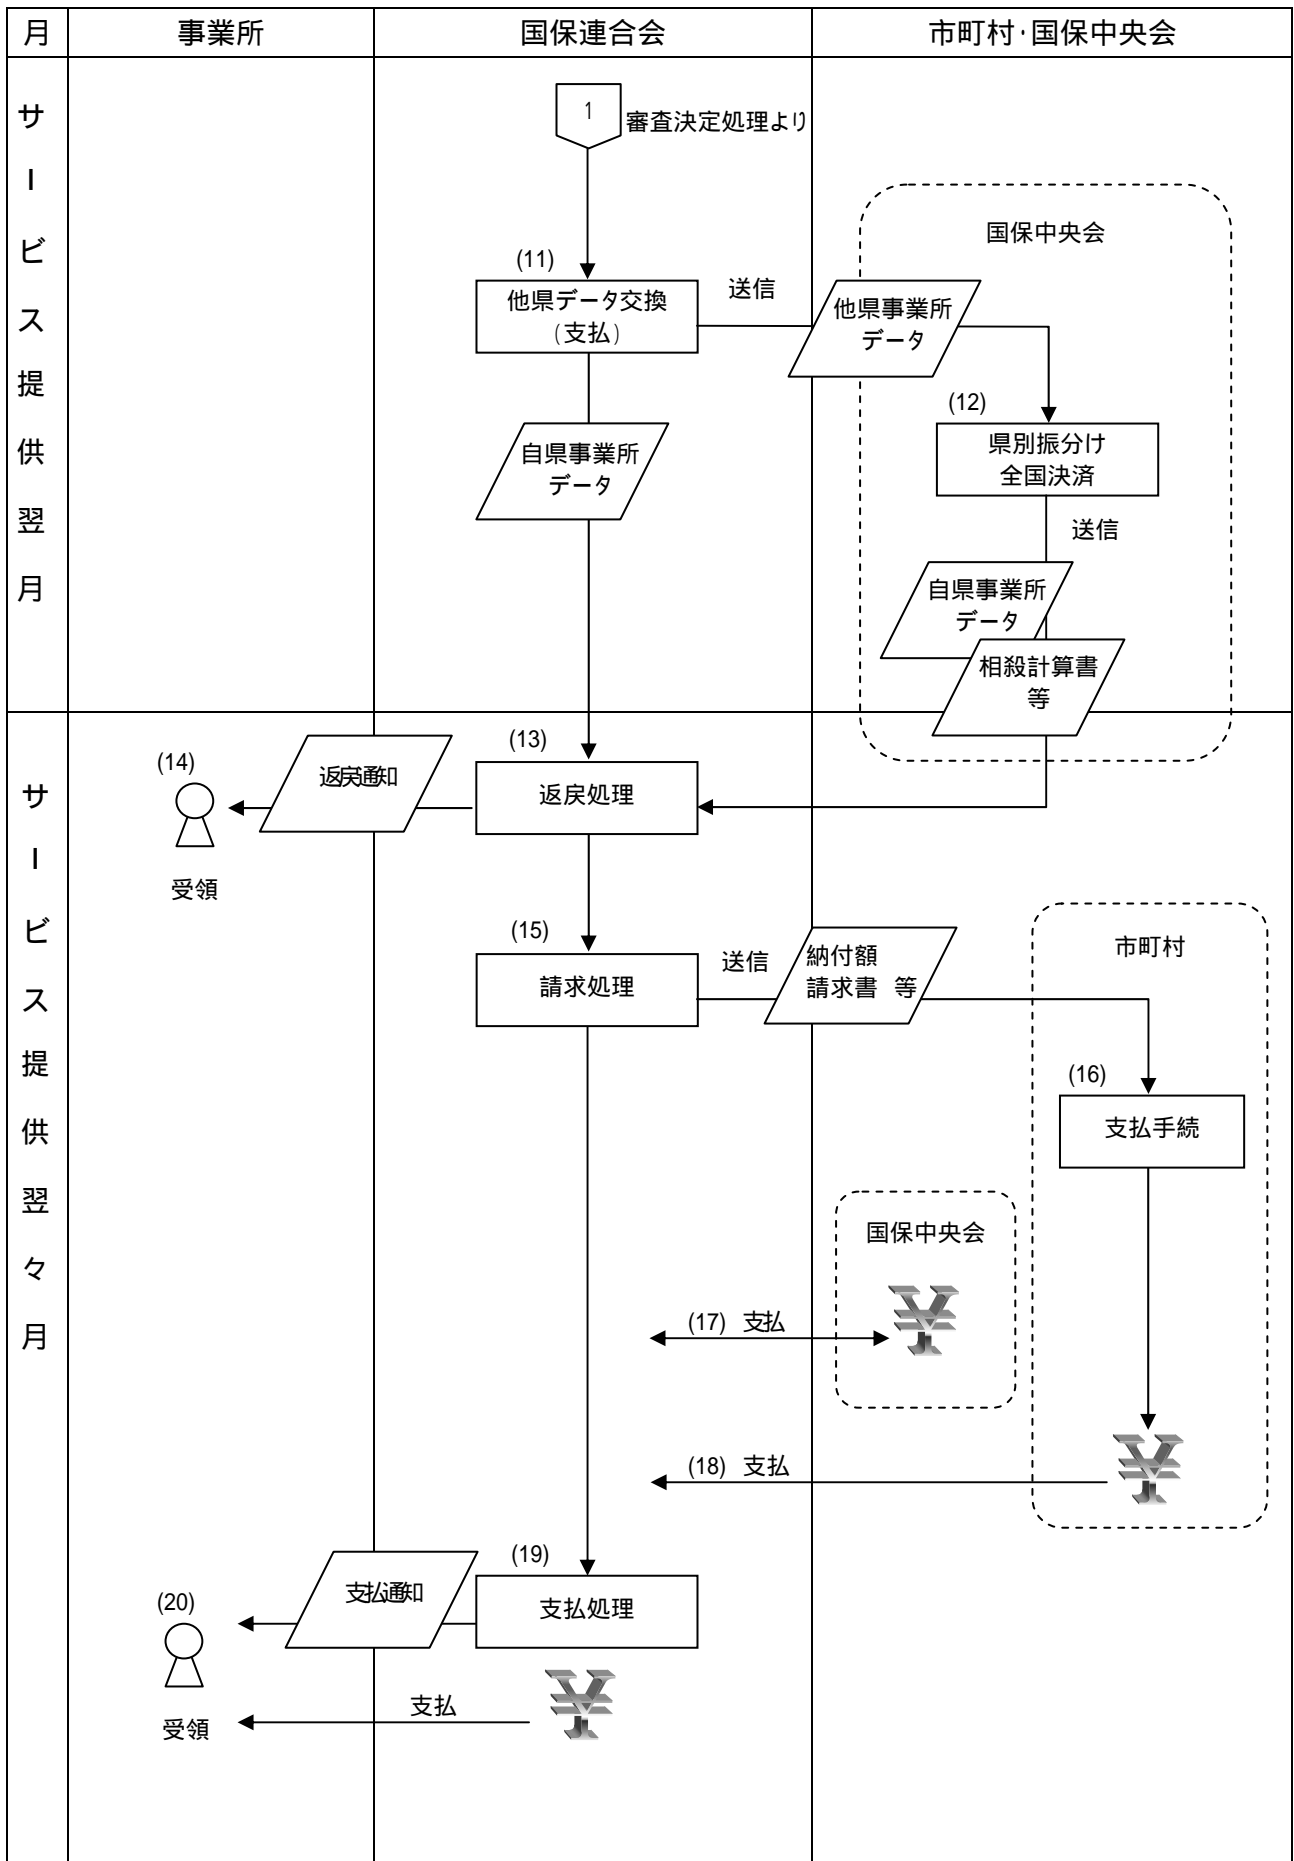 月
事業所
国保連合会
市町村・国保中央会
サービス提供翌月
1
審査決定処理より
国保中央会
(11)
他県データ交換
(支払)
送信
他県事業所
データ
(12)
県別振分け
全国決済
自県事業所
データ
送信
自県事業所
データ
相殺計算書
等
サービス提供翌々月
(13)
返戻処理
返戻通知
(14)
受領
(15)
請求処理
送信
納付額
請求書 等
市町村
(16)
支払手続
国保中央会
(17) 支払
(18) 支払
(19)
支払処理
支払通知
(20)
受領
支払